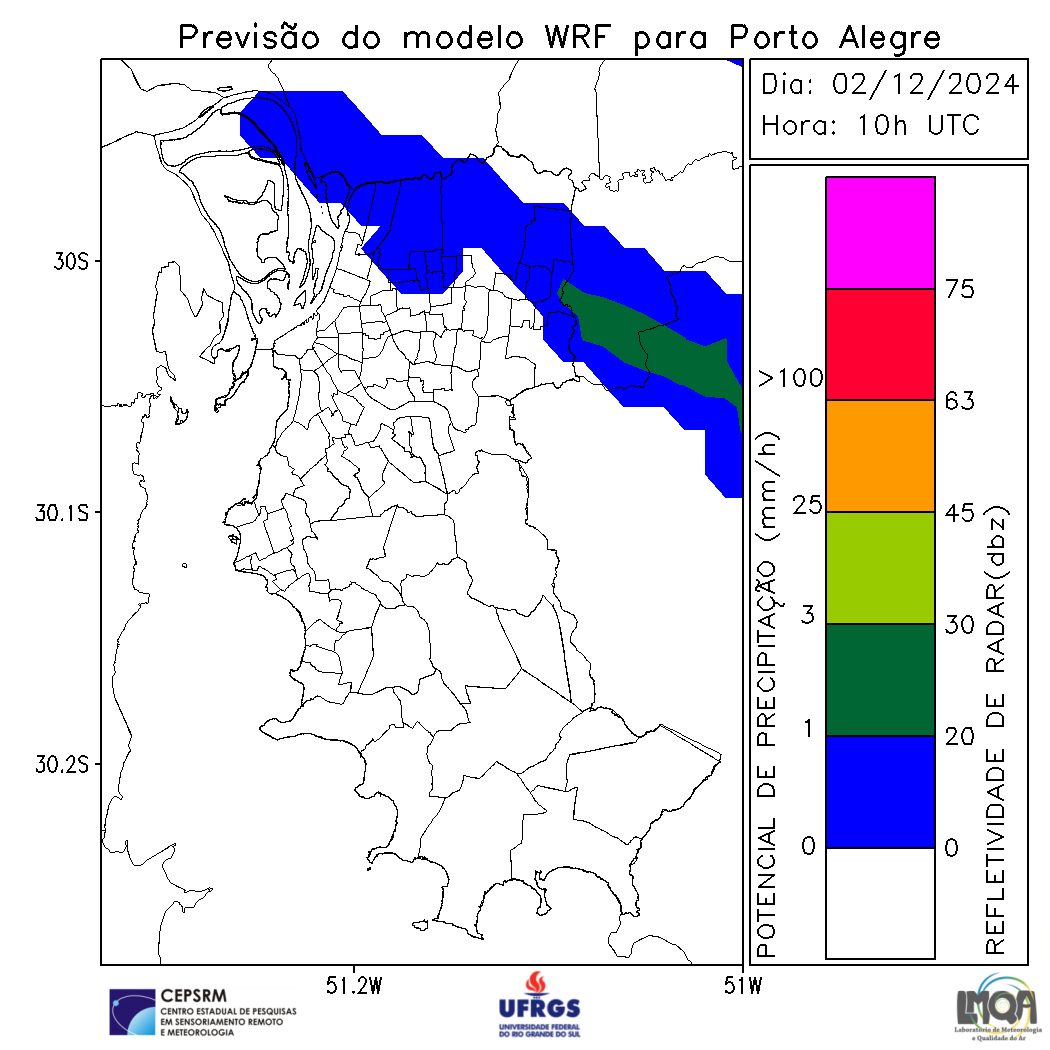 Previsão do modelo WRF para Porto Alegre
Dia: 02/12/2024
Hora: 10h UTC
30S
30.1S
30.2S
51.2W
51W
POTENCIAL DE PRECIPITAÇÃO (mm/h)
>100
25
3
1
0
75
63
45
30
20
0
REFLETIVIDADE DE RADAR(dbz)
CEPSRM
CENTRO ESTADUAL DE PESQUISAS
EM SENSORIAMENTO REMOTO
E METEOROLOGIA
UFRGS
UNIVERSIDADE FEDERAL
DO RIO GRANDE DO SUL
LMQA
Laboratório de Meteorologia
e Qualidade do Ar